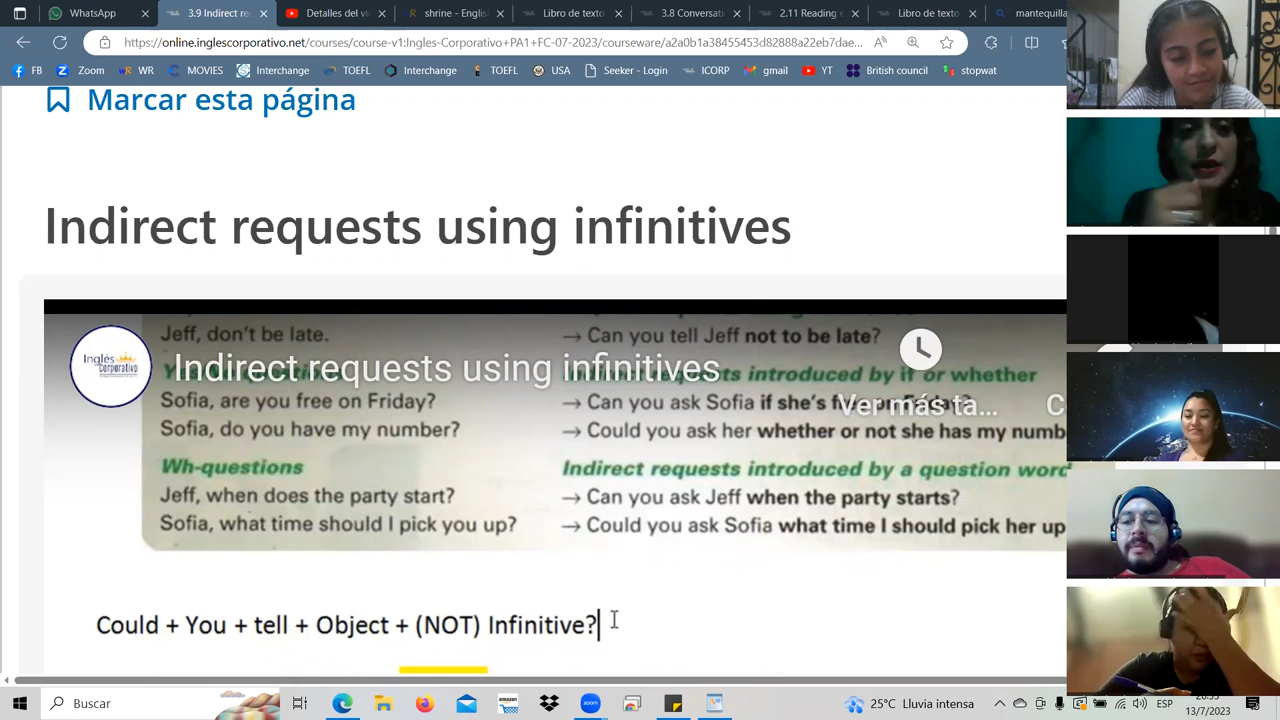 WhatsApp
3.9 Indirect re
Detalles del ví
shrine - Englis
Libro de texto
3.8 Conversati
2.11 Reading
Libro de texto
mantequilla
https://online.inglescorporativo.net/courses/course-v1:Ingles-Corporativo+PA1+FC-07-2023/courseware/a2a0b1a38455453d82888a22eb7dae...
FB
Zoom
WR
MOVIES
Interchange
TOEFL
Interchange
TOEFL
USA
Seeker - Login
ICORP
gmail
YT
British council
stopwat
Marcar esta página
Indirect requests using infinitives
Jeff, don't be late. → Can you tell Jeff not to be late?
Inglés Corporativo
Indirect requests using infinitives
requests introduced by if or whether
Sofia, are you free on Friday? → Can you ask Sofia if she's
Ver más ta...
Sofia, do you have my number? → Could you ask her whether or not she has my numb
Wh-questions Indirect requests introduced by a question word
Jeff, when does the party start? → Can you ask Jeff when the party starts?
Sofia, what time should I pick you up? → Could you ask Sofia what time I should pick her up
Could + You + tell + Object + (NOT) Infinitive?
Buscar
25°C Lluvia intensa
ESP
13/7/2023